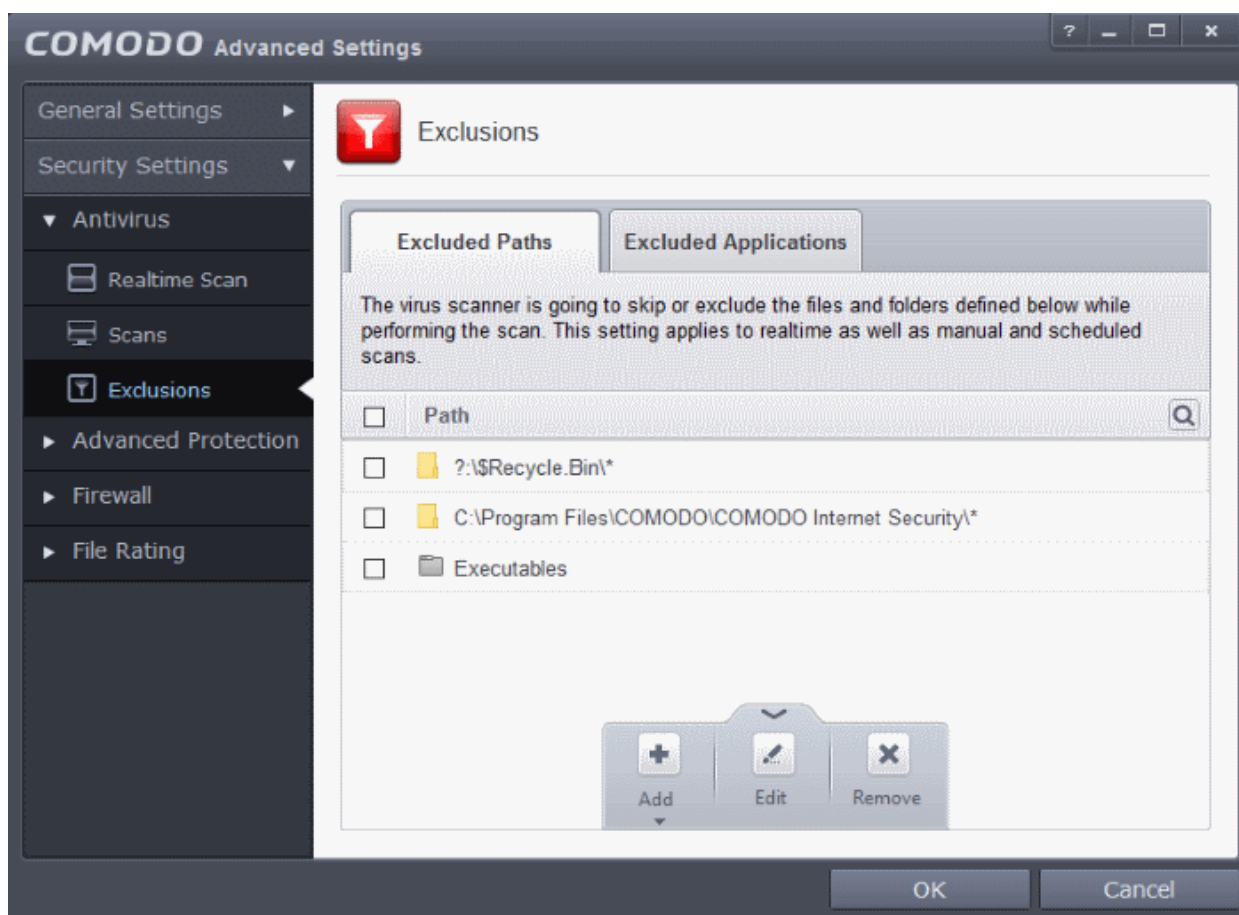 COMODO Advanced Settings
?
General Settings
Security Settings
Antivirus
Realtime Scan
Scans
Exclusions
Advanced Protection
Firewall
File Rating
Exclusions
Excluded Paths
Excluded Applications
The virus scanner is going to skip or exclude the files and folders defined below while
performing the scan. This setting applies to realtime as well as manual and scheduled
scans.
Path
?:\$Recycle.Bin\*
C:\Program Files\COMODO\COMODO Internet Security\*
Executables
Add
Edit
Remove
OK
Cancel